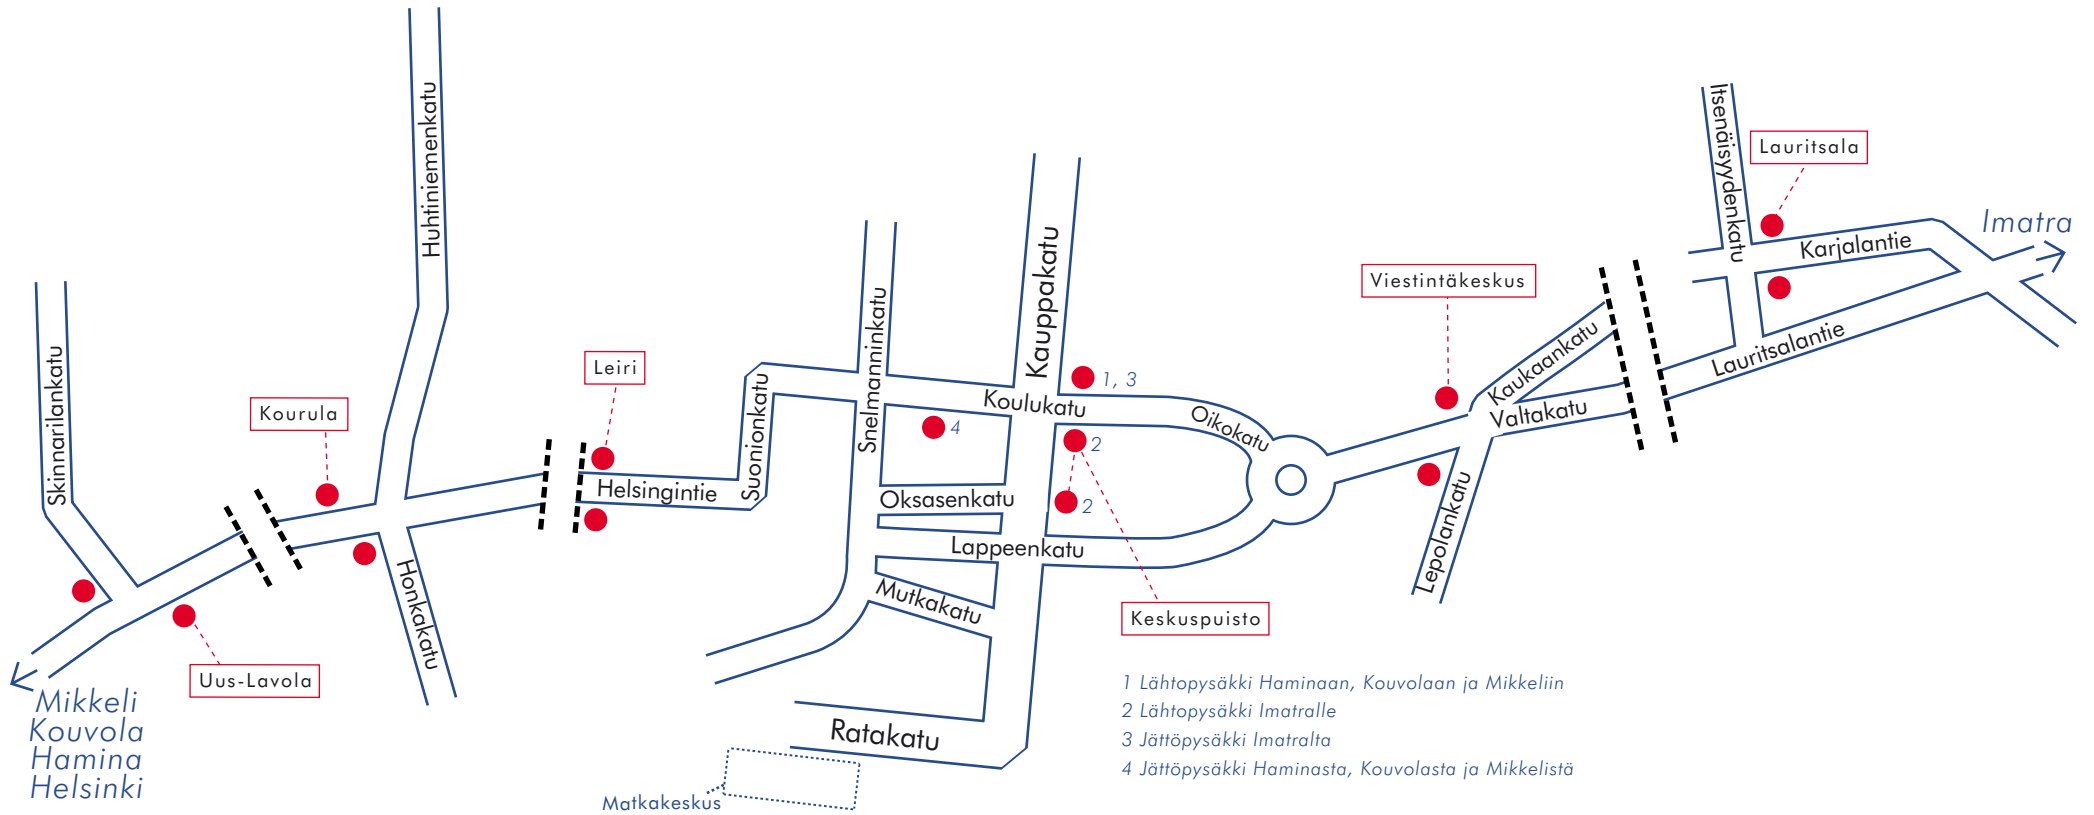 Huhtiniemenkatu
Skinnarilankatu
Kourula
Leiri
Helsingintie
Suonionkatu
Honkakatu
Uus-Lavola
Mikkeli
Kouvola
Hamina
Helsinki
Snelmanninkatu
Kauppakatu
1, 3
Koulukatu
4
2
2
Oikokatu
Oksasenkatu
Lappeenkatu
Mutkakatu
Keskuspuisto
Ratakatu
Matkakeskus
Viestintäkeskus
Kaukaankatu
Valtakatu
Lepolankatu
Itsenäisyydenkatu
Lauritsala
Karjalantie
Lauritsalantie
Imatra
1 Lähtopysäkki Haminaan, Kouvolaan ja Mikkeliin
2 Lähtopysäkki Imatralle
3 Jättöpysäkki Imatralta
4 Jättöpysäkki Haminasta, Kouvolasta ja Mikkelistä